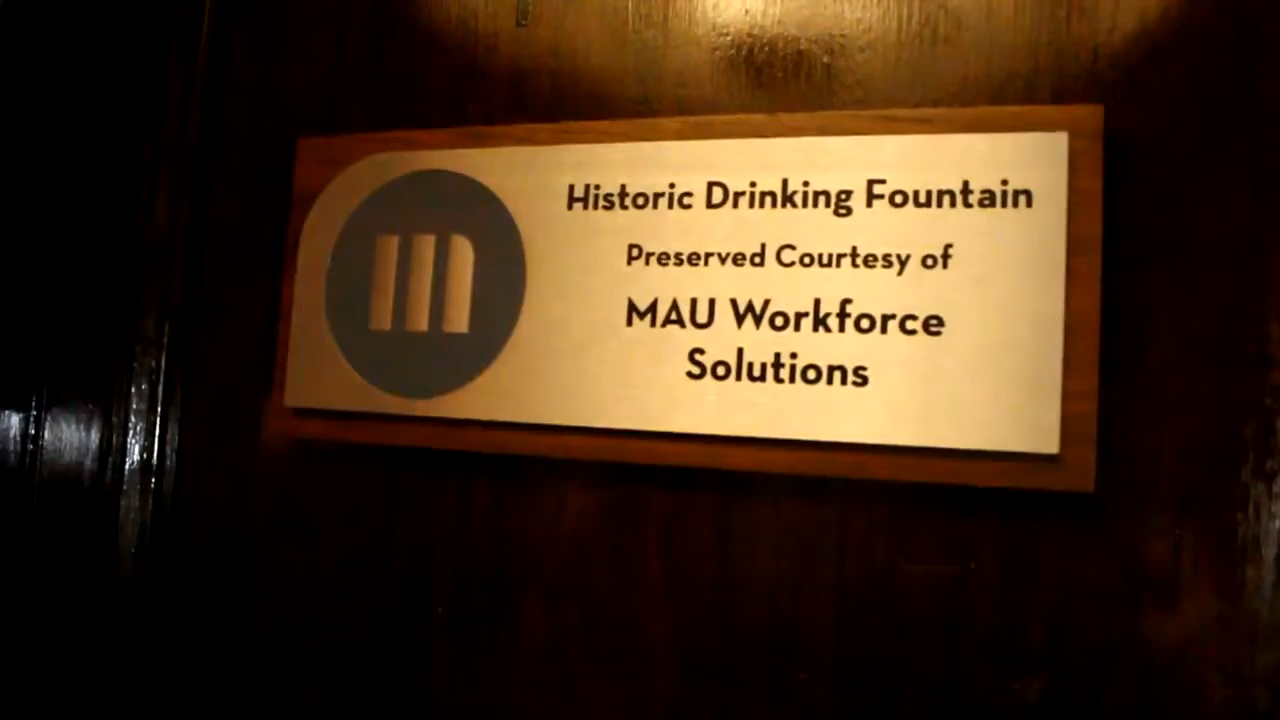 m
Historic Drinking Fountain
Preserved Courtesy of
MAU Workforce
Solutions